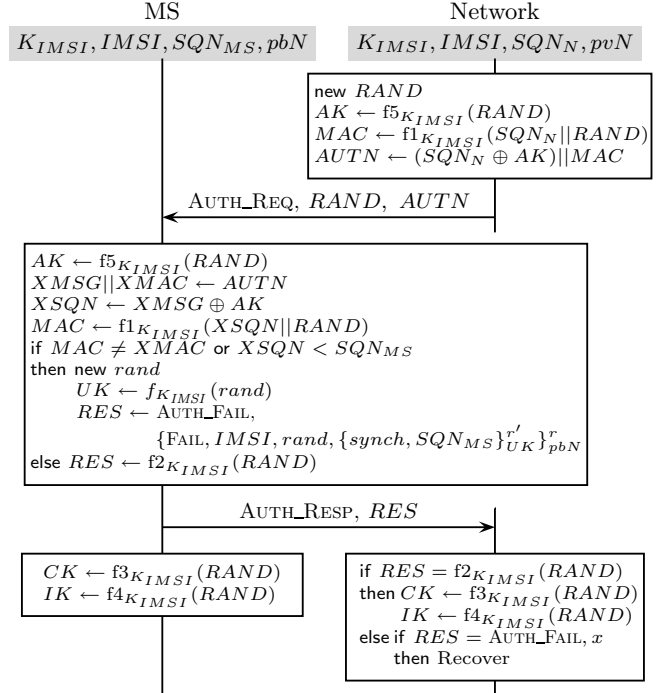 MS
Network
K_{IMSI}, IMSI, SQN_{MS}, pbN
K_{IMSI}, IMSI, SQN_N, pvN
new RAND
AK ← f5_{K_{IMSI}}(RAND)
MAC ← f1_{K_{IMSI}}(SQN_N||RAND)
AUTN ← (SQN_N ⊕ AK)||MAC
AUTH_REQ, RAND, AUTN
AK ← f5_{K_{IMSI}}(RAND)
XMSG||XMAC ← AUTN
XSQN ← XMSG ⊕ AK
MAC ← f1_{K_{IMSI}}(XSQN||RAND)
if MAC ≠ XMAC or XSQN < SQN_{MS}
then new rand
UK ← f_{K_{IMSI}}(rand)
RES ← AUTH_FAIL,
{FAIL, IMSI, rand, {synch, SQN_{MS}}^{r'}_{UK}}^r_{pbN}
else RES ← f2_{K_{IMSI}}(RAND)
AUTH_RESP, RES
CK ← f3_{K_{IMSI}}(RAND)
IK ← f4_{K_{IMSI}}(RAND)
if RES = f2_{K_{IMSI}}(RAND)
then CK ← f3_{K_{IMSI}}(RAND)
IK ← f4_{K_{IMSI}}(RAND)
else if RES = AUTH_FAIL, x
then Recover